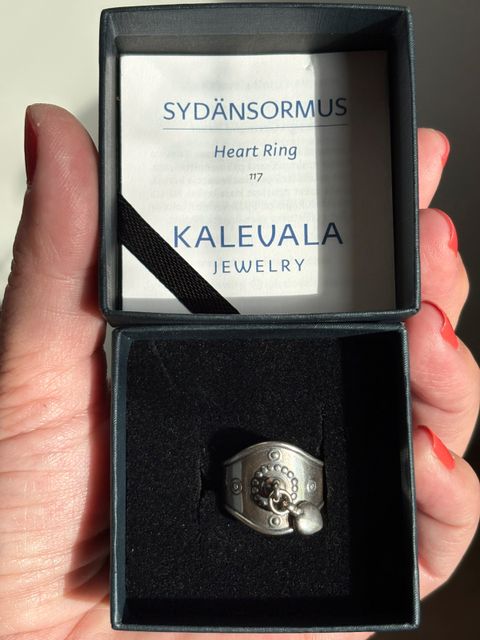 SYDÄNSORMUS
Heart Ring
117
KALEVALA
JEWELRY